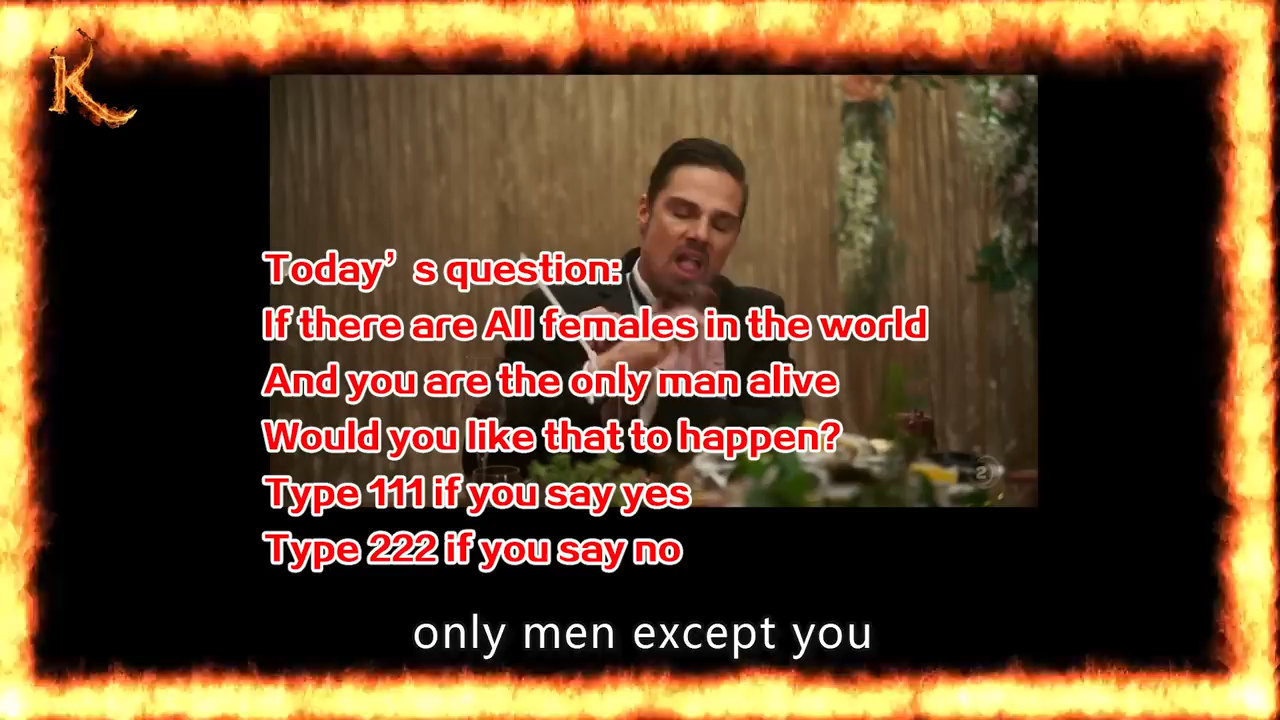 K
Today’s question:
If there are All females in the world
And you are the only man alive
Would you like that to happen?
Type 111 if you say yes
Type 222 if you say no
2
only men except you